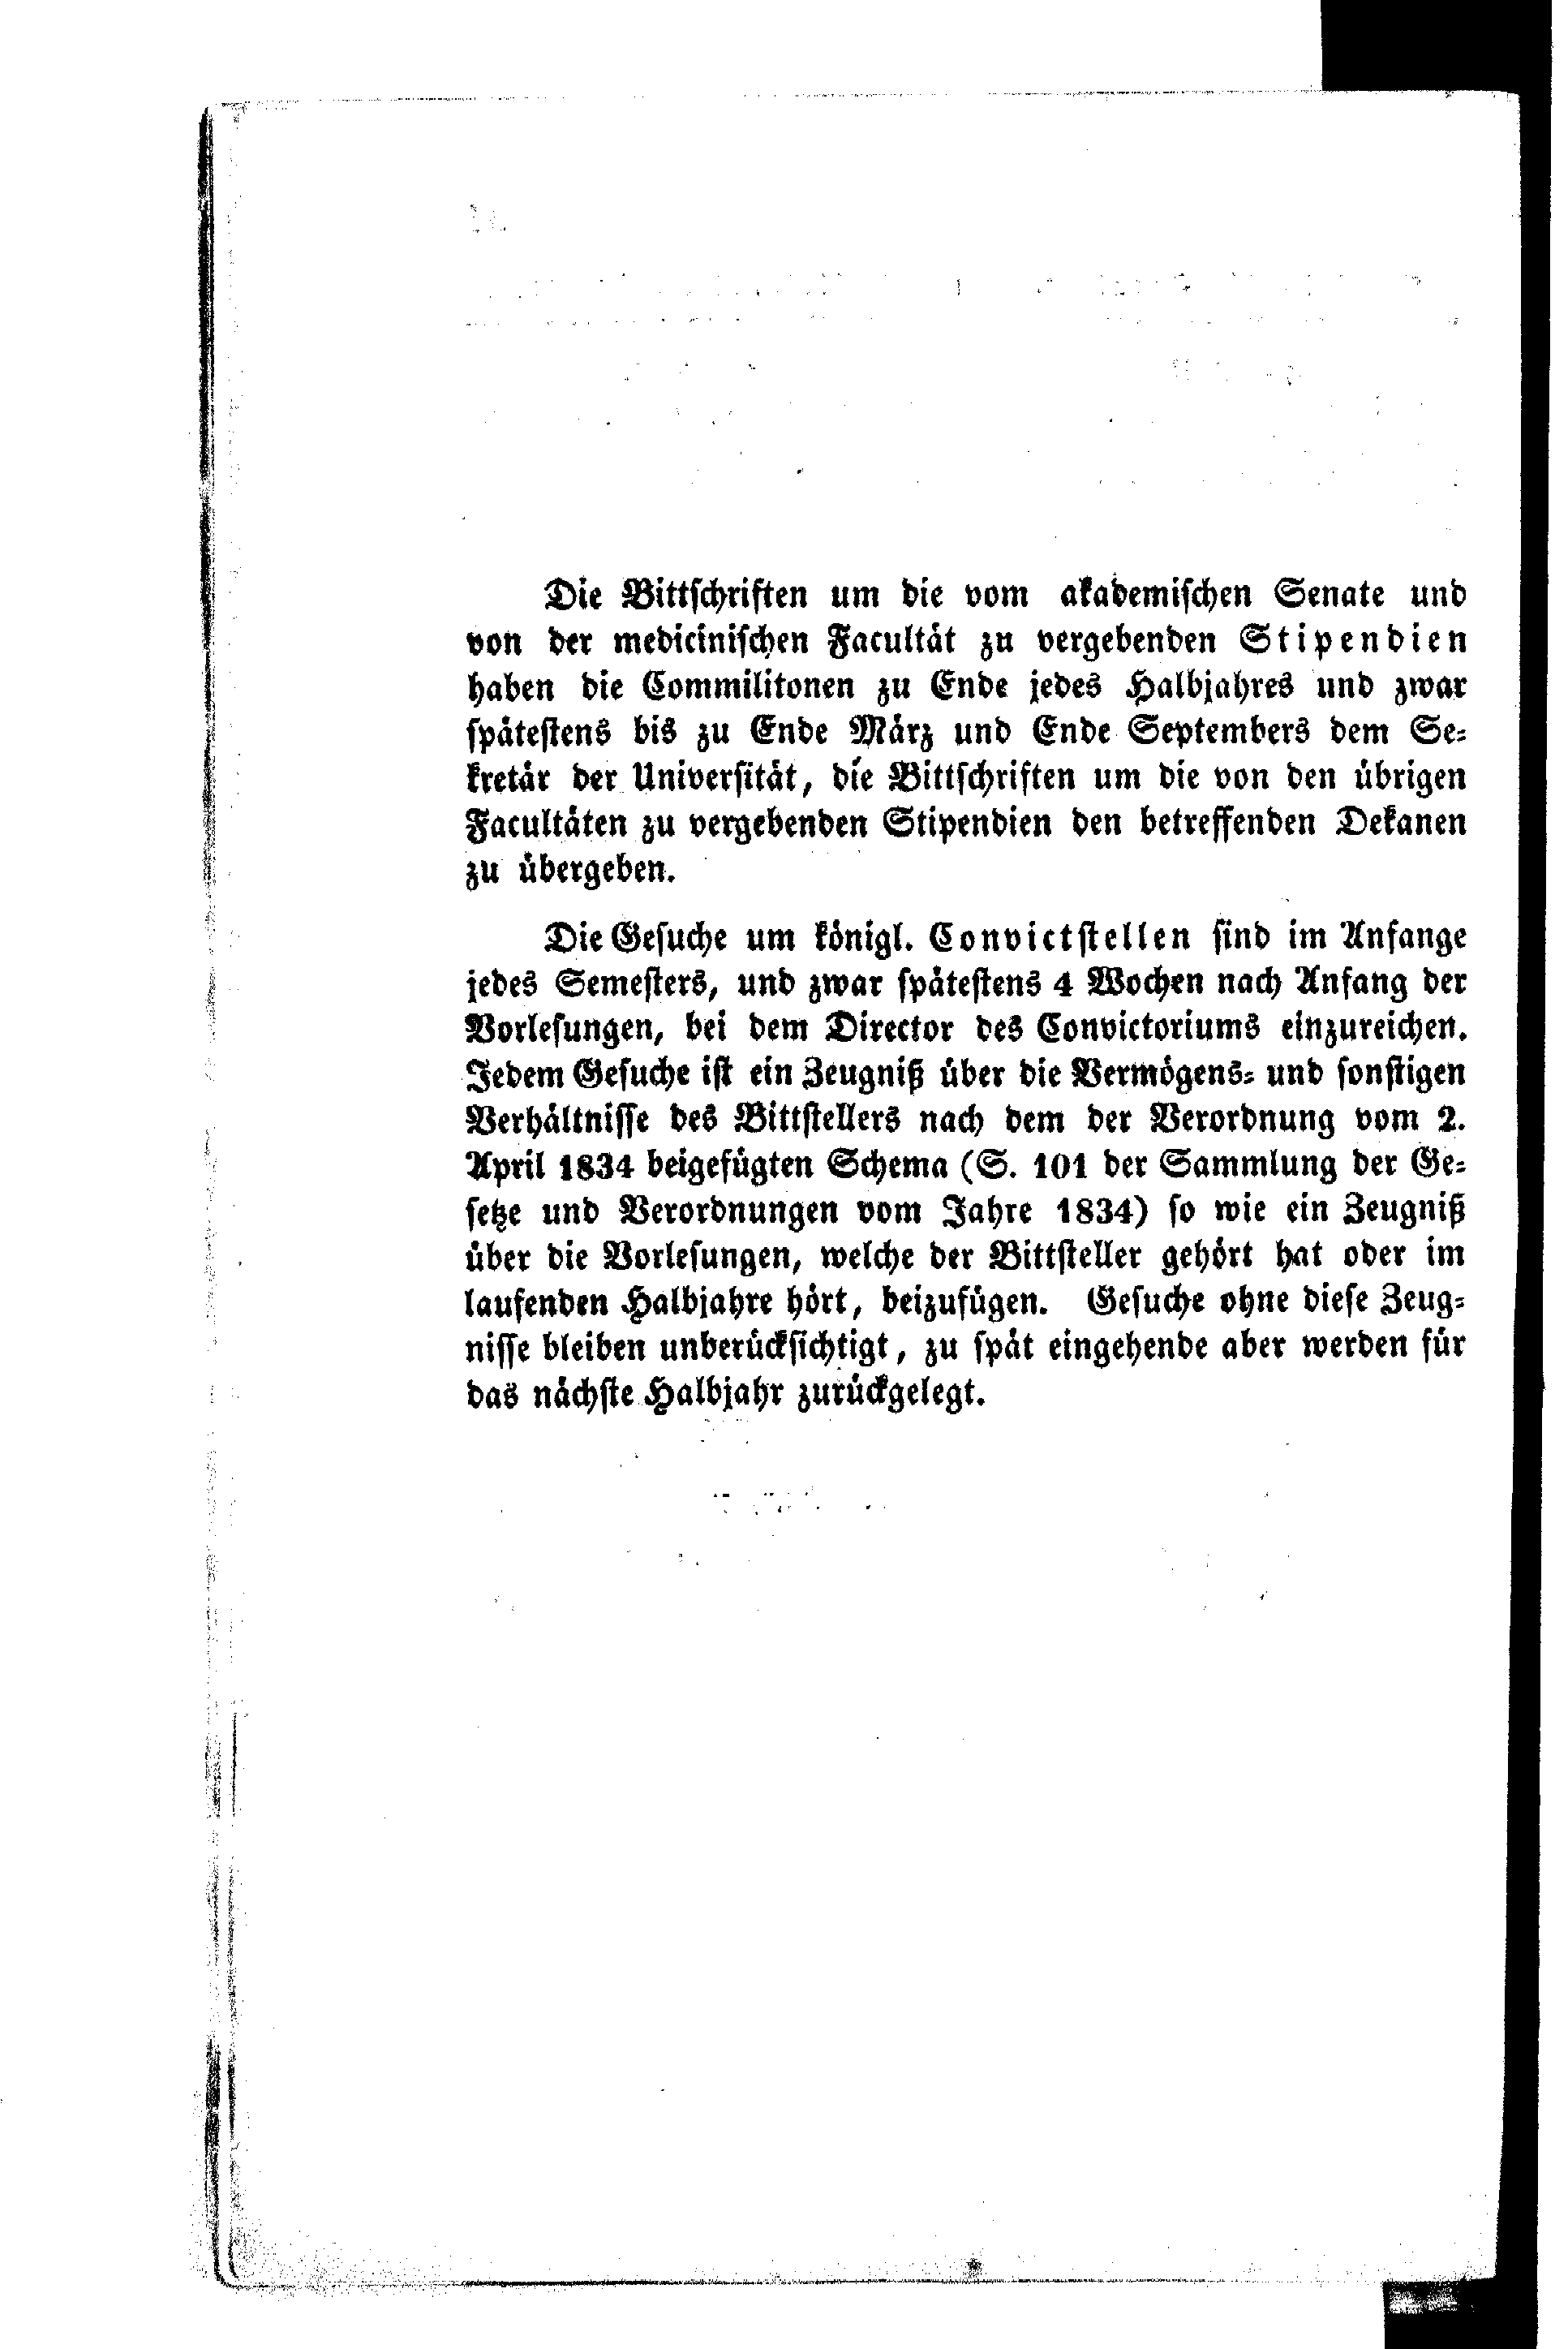 Die Bittschriften um die vom akademischen Senate und
von der medicinischen Facultät zu vergebenden Stipendien
haben die Commilitonen zu Ende jedes Halbjahres und zwar
spätestens bis zu Ende März und Ende Septembers dem Se-
kretär der Universität, die Bittschriften um die von den übrigen
Facultäten zu vergebenden Stipendien den betreffenden Dekanen
zu übergeben.
Die Gesuche um königl. Convictstellen sind im Anfange
jedes Semesters, und zwar spätestens 4 Wochen nach Anfang der
Vorlesungen, bei dem Director des Convictoriums einzureichen.
Jedem Gesuche ist ein Zeugniß über die Vermögens- und sonstigen
Verhältnisse des Bittstellers nach dem der Verordnung vom 2.
April 1834 beigefügten Schema (S. 101 der Sammlung der Ge-
setze und Verordnungen vom Jahre 1834) so wie ein Zeugniß
über die Vorlesungen, welche der Bittsteller gehört hat oder im
laufenden Halbjahre hört, beizufügen. Gesuche ohne diese Zeug-
nisse bleiben unberücksichtigt, zu spät eingehende aber werden für
das nächste Halbjahr zurückgelegt.